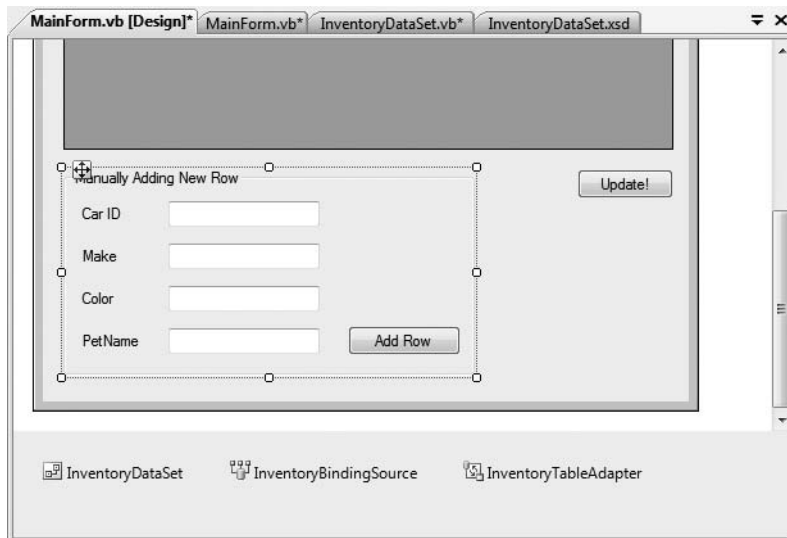 MainForm.vb [Design]* MainForm.vb* InventoryDataSet.vb* InventoryDataSet.xsd
Manually Adding New Row
Update!
Car ID
Make
Color
PetName Add Row
InventoryDataSet InventoryBindingSource InventoryTableAdapter